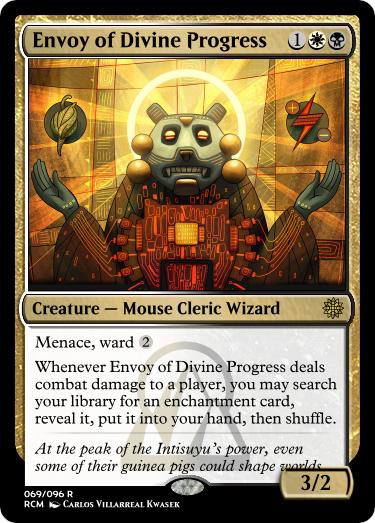 Envoy of Divine Progress 1
Creature — Mouse Cleric Wizard
Menace, ward 2
Whenever Envoy of Divine Progress deals
combat damage to a player, you may search
your library for an enchantment card,
reveal it, put it into your hand, then shuffle.
At the peak of the Intisuyu's power, even
some of their guinea pigs could shape worlds.
3/2
069/096 R
RCM Carlos Villarreal Kwasek